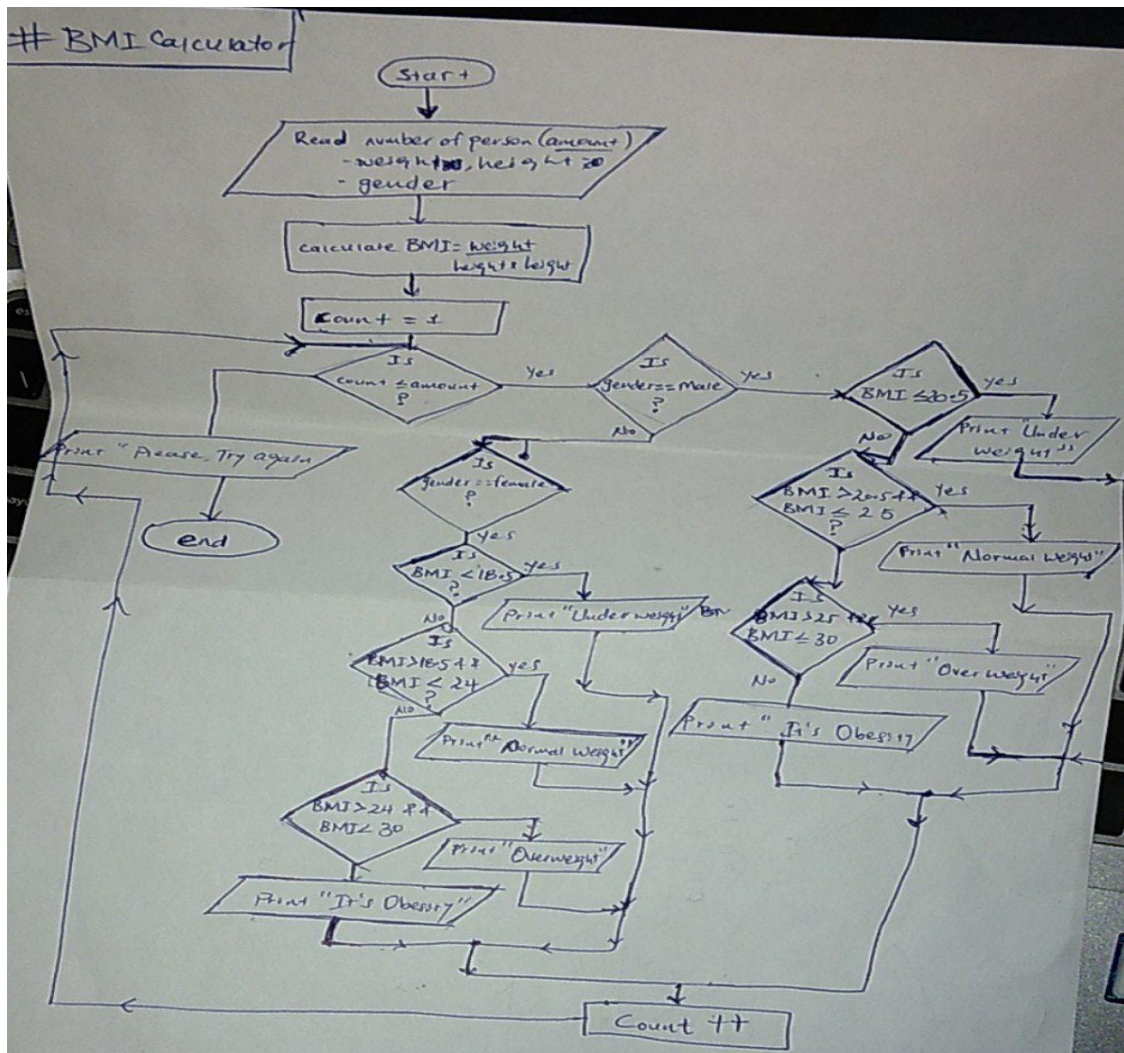 # BMI Calculator
Start
Read number of person (amount)
- weight, height
- gender
calculate BMI = weight
height * height
Count = 1
Is
count ≤ amount
?
Yes
Is
gender == Male
?
Yes
Is
BMI ≤ 20.5
Yes
Print "Under
weight"
No
Is
BMI > 20.5 &&
BMI ≤ 25
?
Yes
Print "Normal Weight"
Is
BMI > 25 &&
BMI ≤ 30
Yes
Print "Overweight"
No
Print "It's Obessity
No
Is
gender == female
?
Yes
Is
BMI < 18.5
?
Yes
Print "Underweight"
No
Is
BMI > 18.5 &&
BMI ≤ 24
?
Yes
Print "Normal Weight"
No
Is
BMI > 24 &&
BMI < 30
Print "Overweight"
Print "It's Obessity"
Print "Please, Try again
end
Count ++